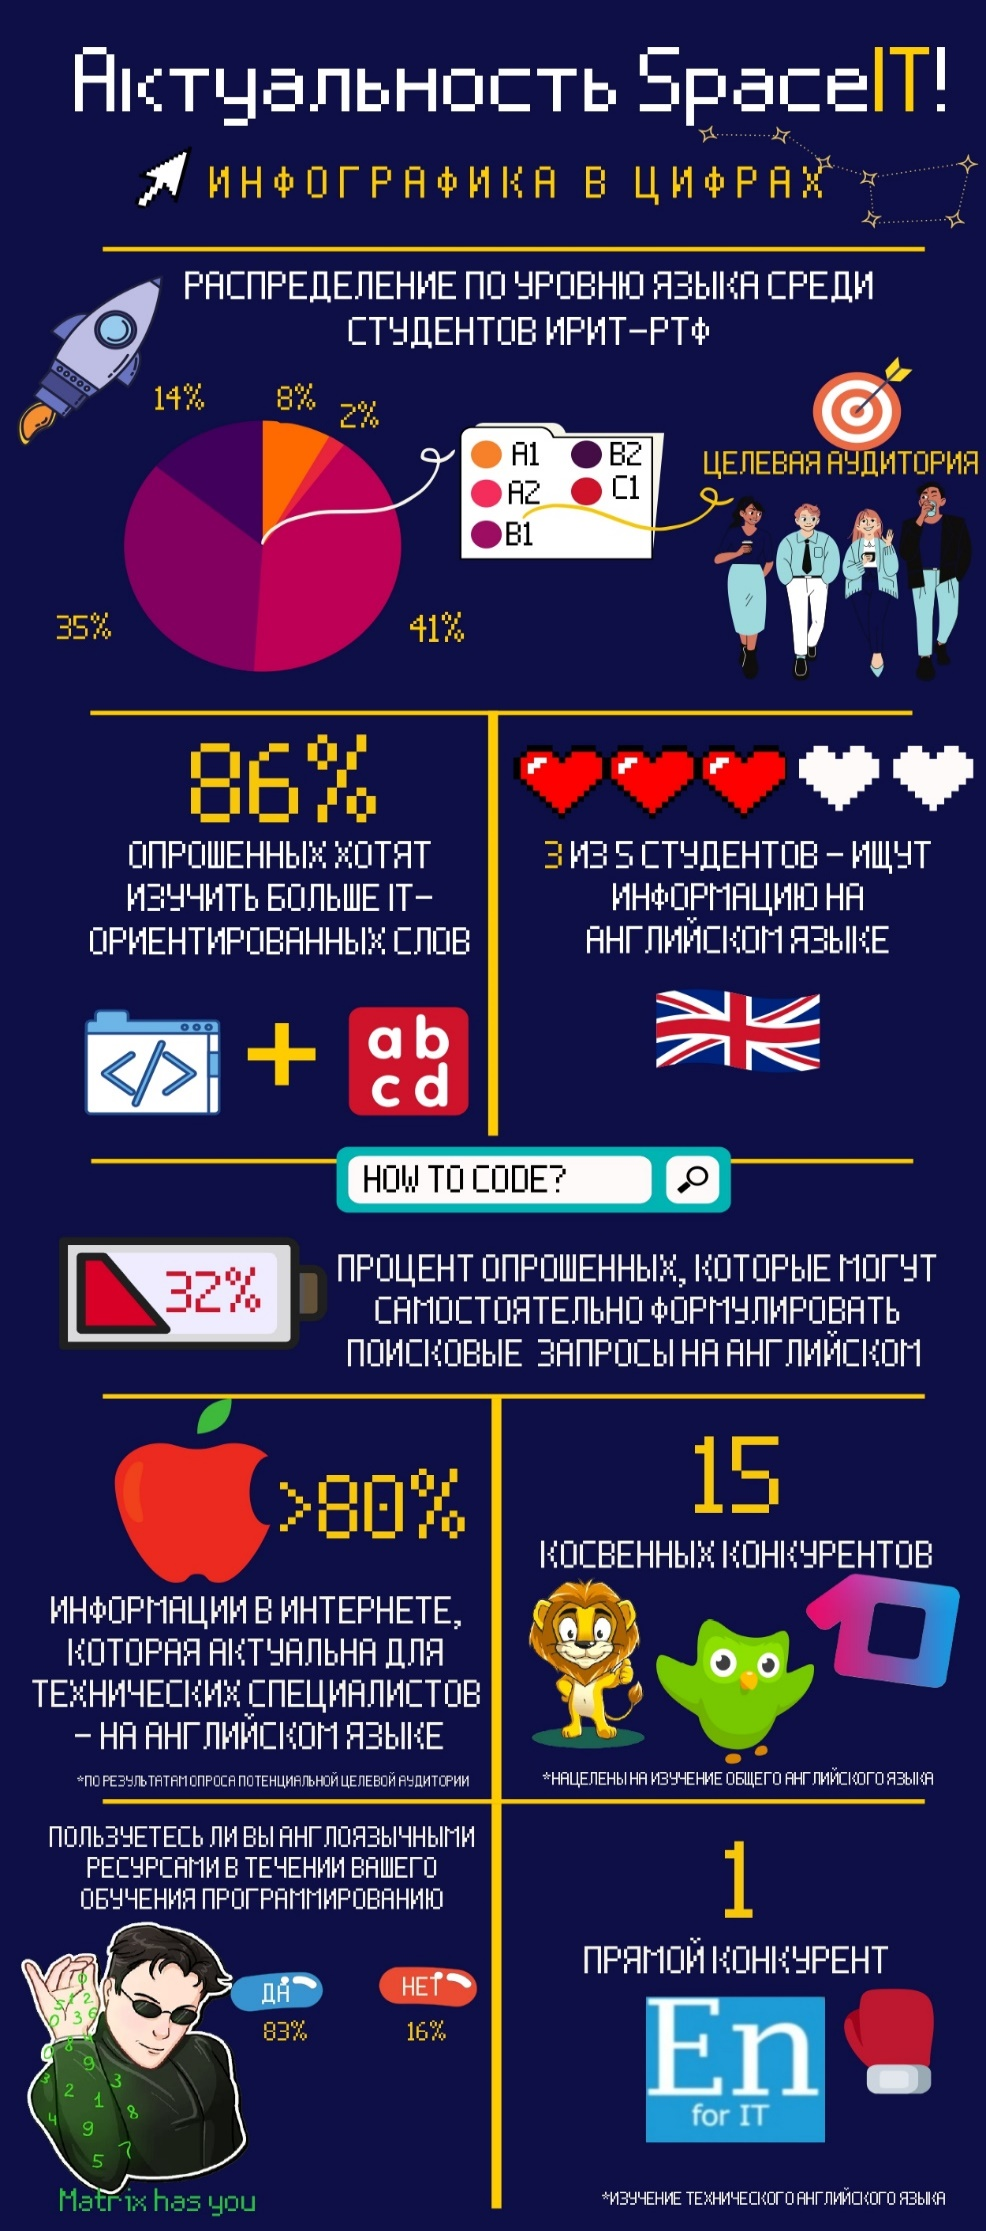 Актуальность SpaceIT!
ИНФОГРАФИКА В ЦИФРАХ
РАСПРЕДЕЛЕНИЕ ПО УРОВНЮ ЯЗЫКА СРЕДИ
СТУДЕНТОВ ИРИТ-РТФ
14%
8%
2%
35%
41%
A1
B2
A2
C1
B1
ЦЕЛЕВАЯ АУДИТОРИЯ
86%
ОПРОШЕННЫХ ХОТЯТ
ИЗУЧИТЬ БОЛЬШЕ IT-
ОРИЕНТИРОВАННЫХ СЛОВ
</>
+
ab
cd
3 ИЗ 5 СТУДЕНТОВ - ИЩУТ
ИНФОРМАЦИЮ НА
АНГЛИЙСКОМ ЯЗЫКЕ
HOW TO CODE?
32%
ПРОЦЕНТ ОПРОШЕННЫХ, КОТОРЫЕ МОГУТ
САМОСТОЯТЕЛЬНО ФОРМУЛИРОВАТЬ
ПОИСКОВЫЕ ЗАПРОСЫ НА АНГЛИЙСКОМ
>80%
ИНФОРМАЦИИ В ИНТЕРНЕТЕ,
КОТОРАЯ АКТУАЛЬНА ДЛЯ
ТЕХНИЧЕСКИХ СПЕЦИАЛИСТОВ
- НА АНГЛИЙСКОМ ЯЗЫКЕ
*ПО РЕЗУЛЬТАТАМ ОПРОСА ПОТЕНЦИАЛЬНОЙ ЦЕЛЕВОЙ АУДИТОРИИ
15
КОСВЕННЫХ КОНКУРЕНТОВ
*НАЦЕЛЕНЫ НА ИЗУЧЕНИЕ ОБЩЕГО АНГЛИЙСКОГО ЯЗЫКА
ПОЛЬЗУЕТЕСЬ ЛИ ВЫ АНГЛОЯЗЫЧНЫМИ
РЕСУРСАМИ В ТЕЧЕНИИ ВАШЕГО
ОБУЧЕНИЯ ПРОГРАММИРОВАНИЮ
ДА
НЕТ
83%
16%
Matrix has you
1
ПРЯМОЙ КОНКУРЕНТ
En
for IT
*ИЗУЧЕНИЕ ТЕХНИЧЕСКОГО АНГЛИЙСКОГО ЯЗЫКА